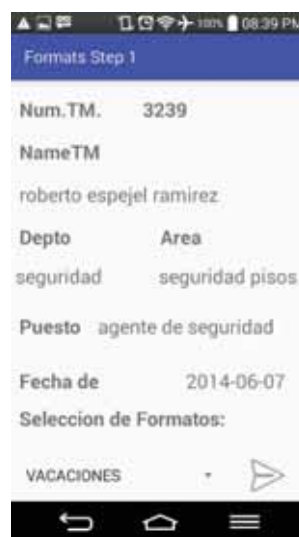 100% 08:39 PM
Formats Step 1
Num.TM. 3239
NameTM
roberto espejel ramirez
Depto Area
seguridad seguridad pisos
Puesto agente de seguridad
Fecha de 2014-06-07
Seleccion de Formatos:
VACACIONES